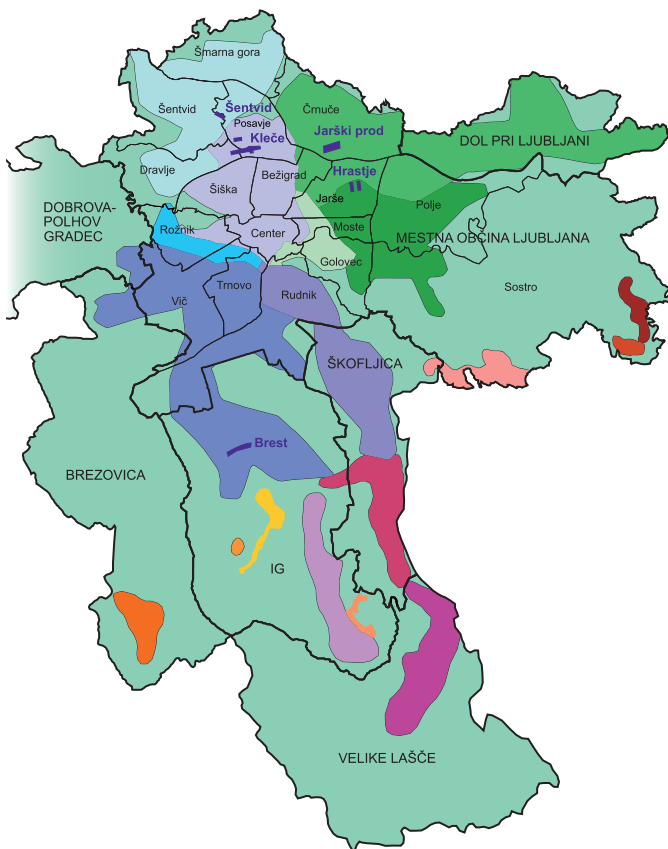 Šmarna gora
Šentvid
Šentvid
Črnuče
Posavje
Kleče
Jarški prod
DOL PRI LJUBLJANI
Dravlje
Bežigrad
Hrastje
Šiška
Jarše
Polje
DOBROVA-
POLHOV
GRADEC
Rožnik
Center
Moste
MESTNA OBČINA LJUBLJANA
Golovec
Trnovo
Sostro
Vič
Rudnik
ŠKOFLJICA
Brest
BREZOVICA
IG
VELIKE LAŠČE